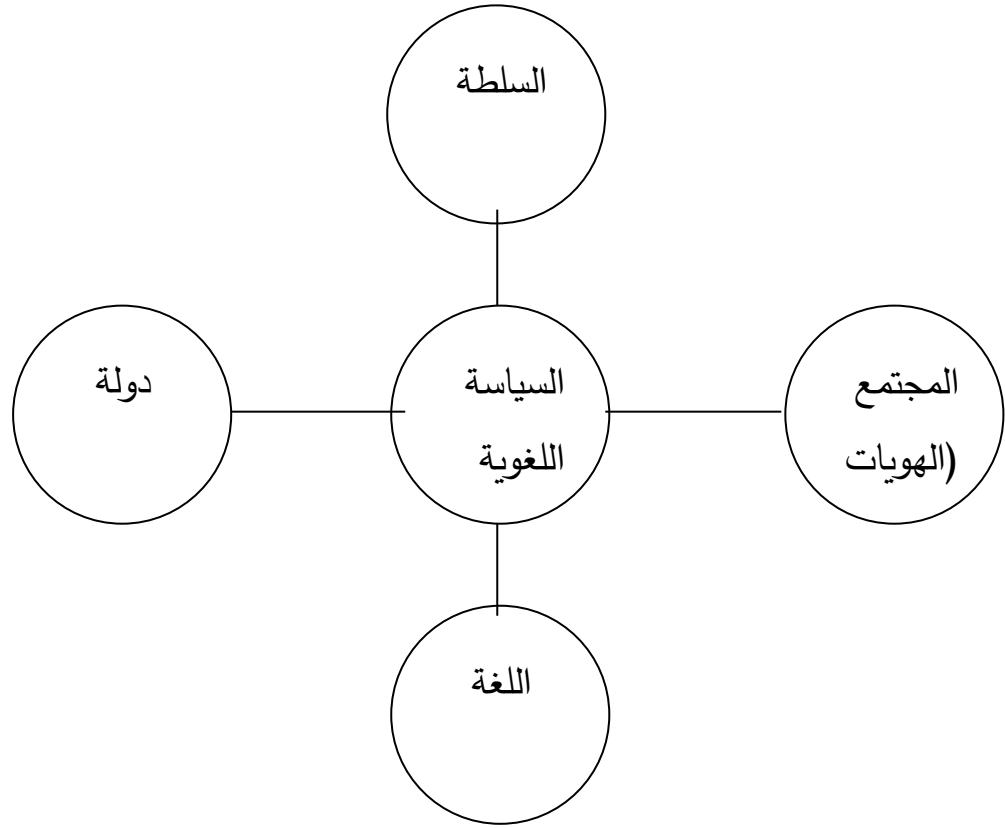 السلطة
المجتمع
(الهويات
السياسة
اللغوية
دولة
اللغة